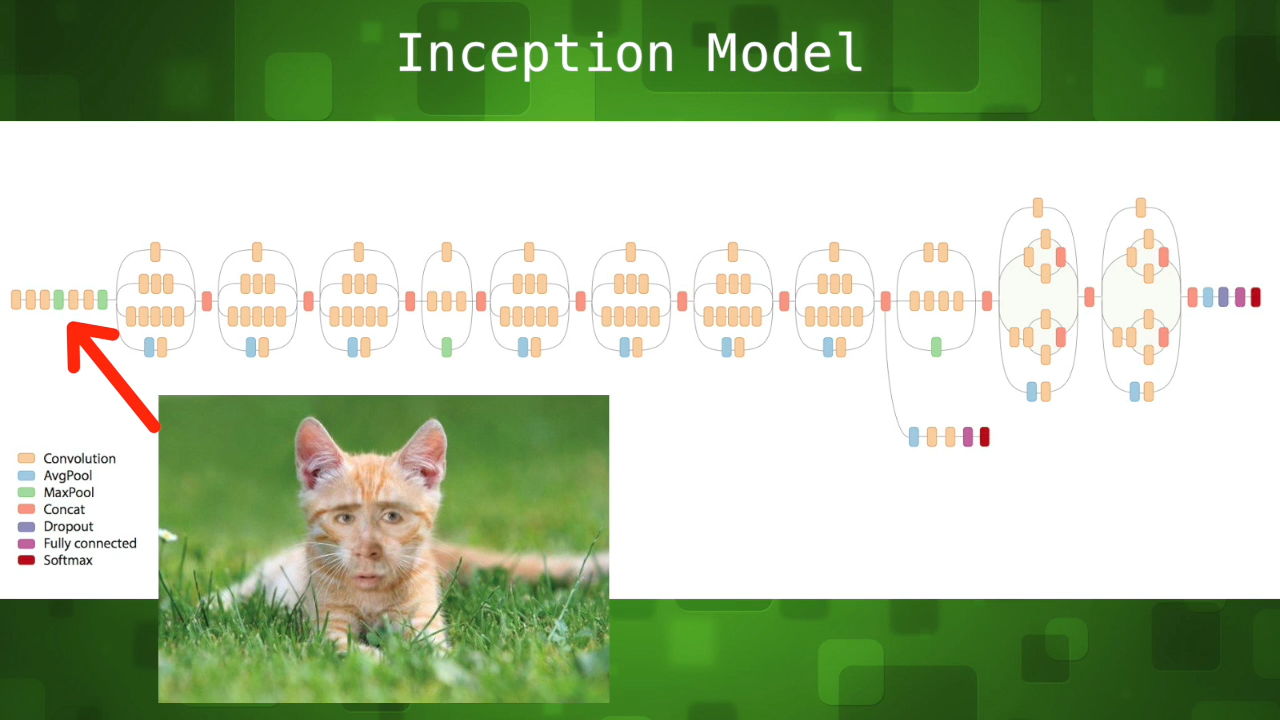 Inception Model
Convolution
AvgPool
MaxPool
Concat
Dropout
Fully connected
Softmax